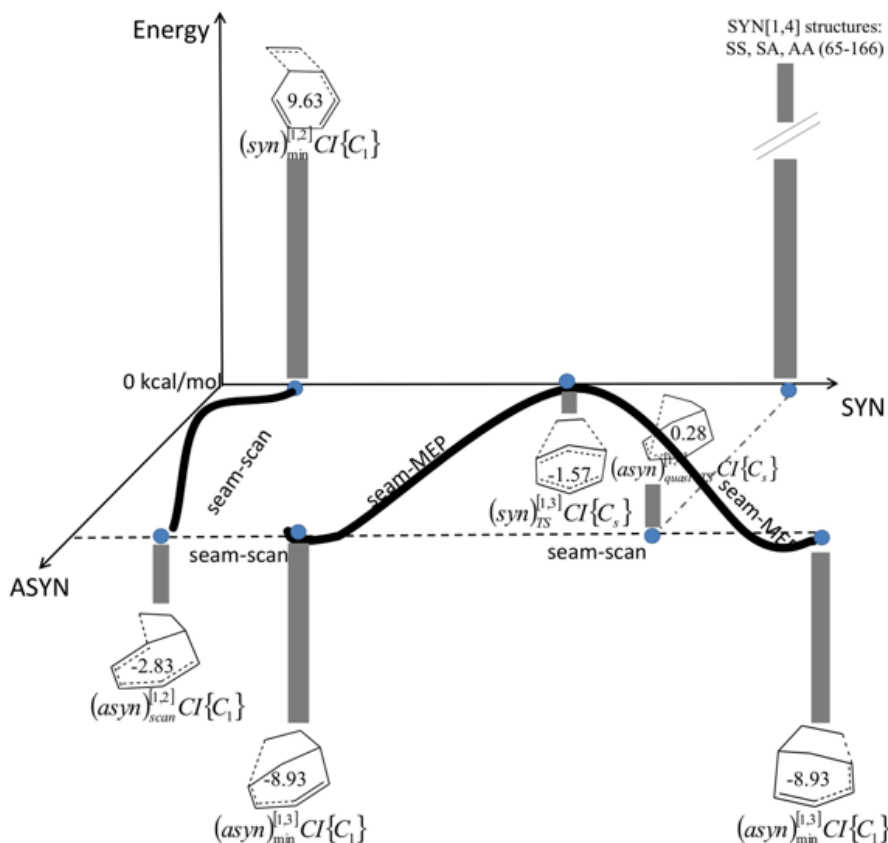 Energy
SYN[1,4] structures:
SS, SA, AA (65-166)
9.63
(syn)[1,2]min CI{C1}
0 kcal/mol
SYN
seam-scan
seam-MEP
-1.57
(syn)[1,3]TS CI{Cs}
0.28
seam-MEP
seam-scan
seam-scan
ASYN
-2.83
(asyn)[1,2]scan CI{C1}
-8.93
(asyn)[1,3]min CI{C1}
-8.93
(asyn)[1,3]min CI{C1}